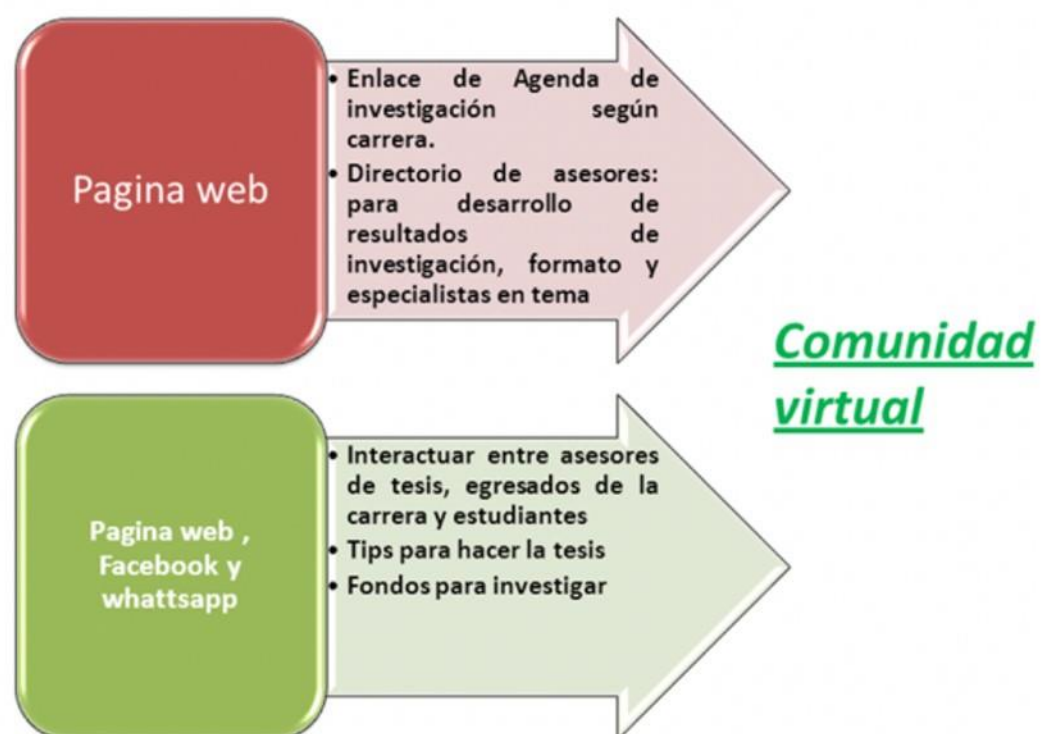 Pagina web
• Enlace de Agenda de
investigación según
carrera.
• Directorio de asesores:
para desarrollo de
resultados de
investigación, formato y
especialistas en tema
Comunidad
virtual
Pagina web ,
Facebook y
whattsapp
• Interactuar entre asesores
de tesis, egresados de la
carrera y estudiantes
• Tips para hacer la tesis
• Fondos para investigar